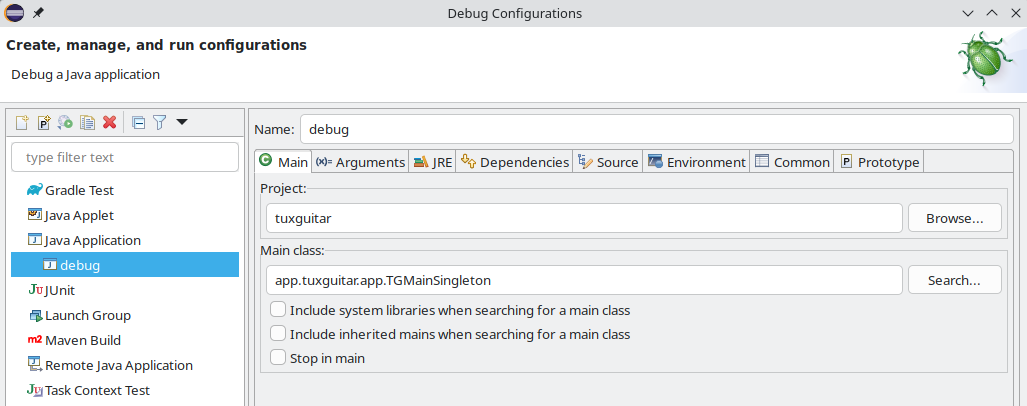 Debug Configurations
Create, manage, and run configurations
Debug a Java application
type filter text
Gradle Test
Java Applet
Java Application
debug
JUnit
Launch Group
Maven Build
Remote Java Application
Task Context Test
Name: debug
Main (x)= Arguments JRE Dependencies Source Environment Common Prototype
Project:
tuxguitar Browse...
Main class:
app.tuxguitar.app.TGMainSingleton Search...
Include system libraries when searching for a main class
Include inherited mains when searching for a main class
Stop in main